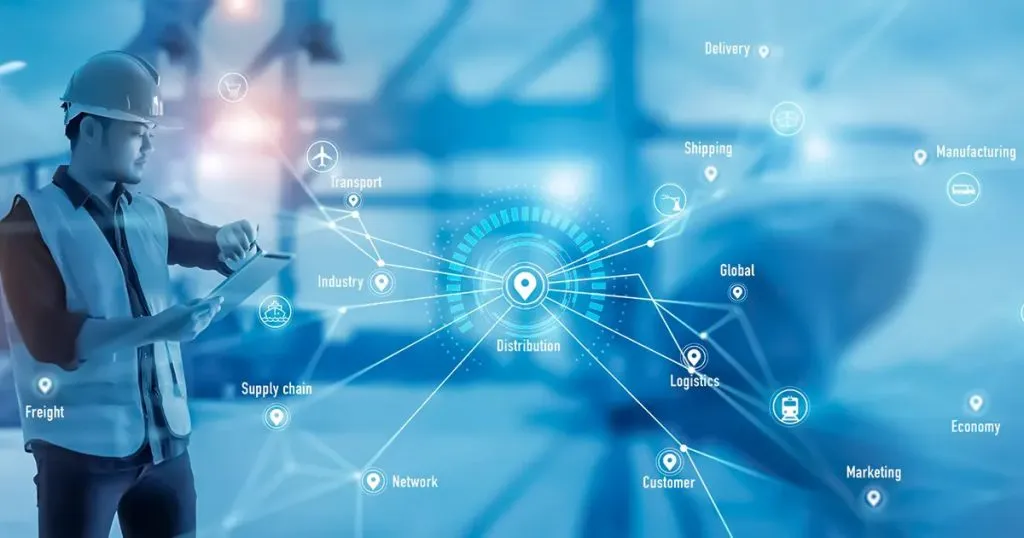 Delivery
Shipping
Manufacturing
Transport
Industry
Global
Distribution
Supply chain
Logistics
Freight
Economy
Network
Customer
Marketing